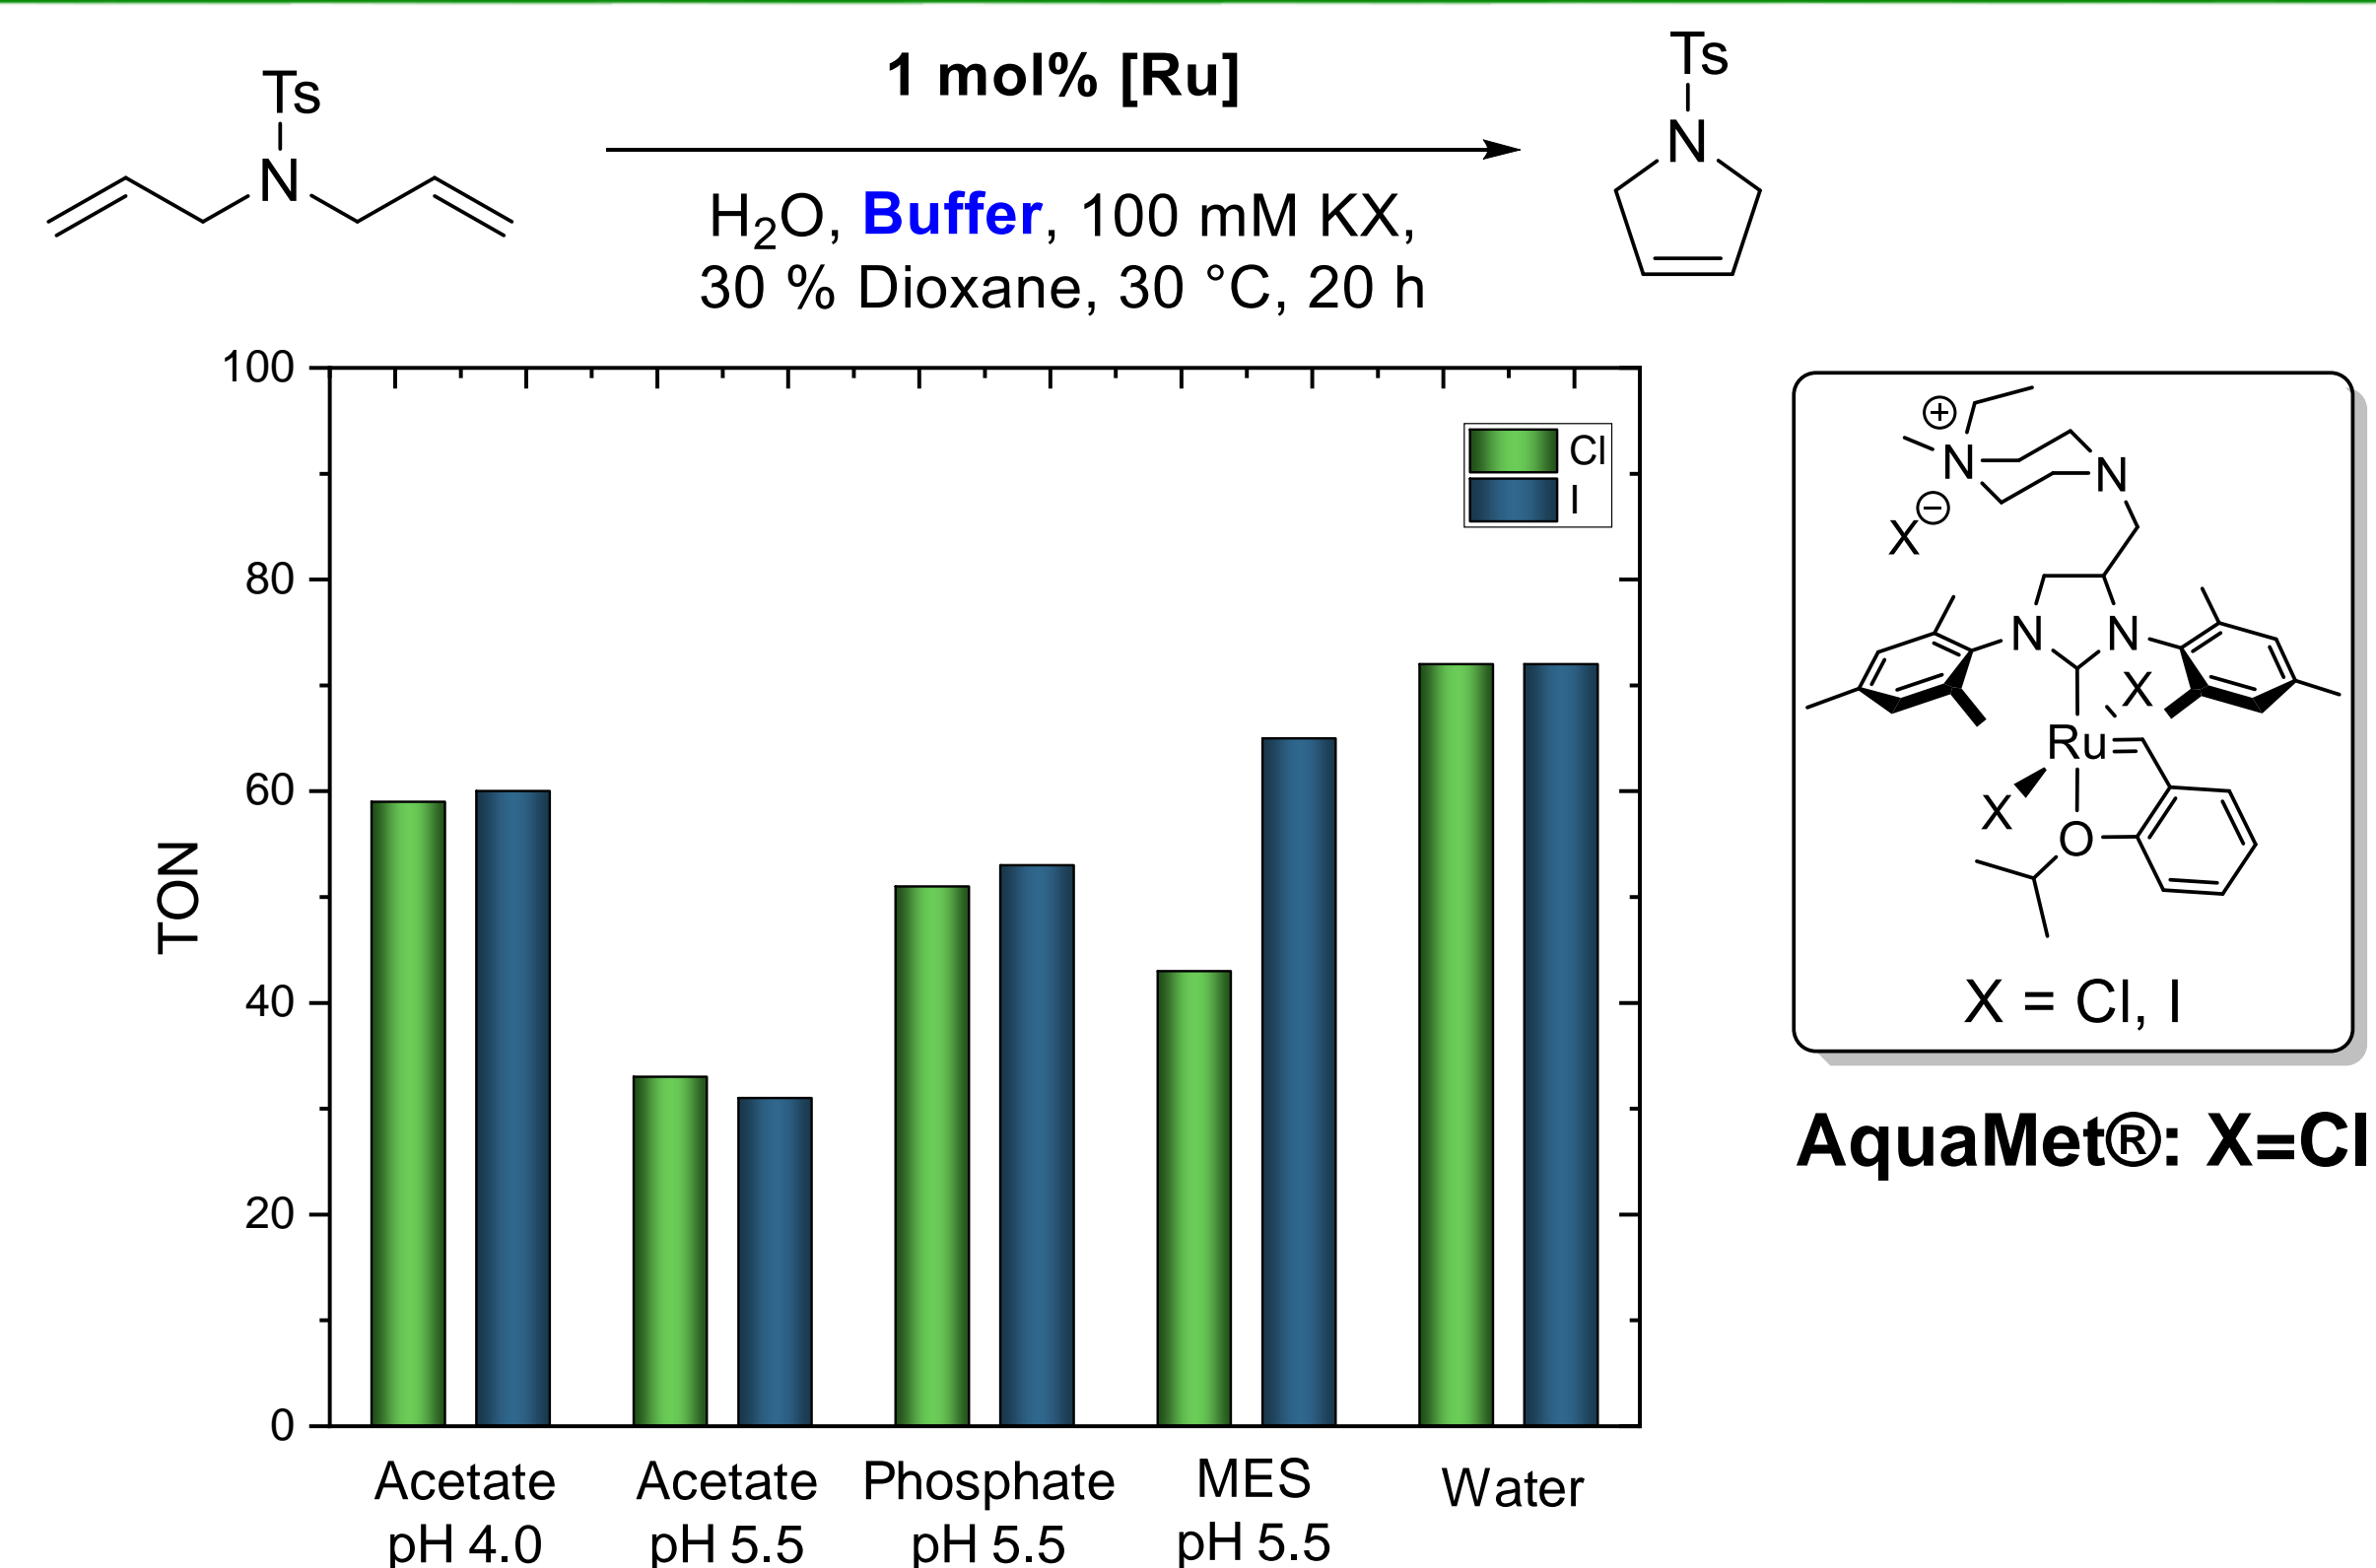 Ts
N
1 mol% [Ru]
H₂O, Buffer, 100 mM KX,
30 % Dioxane, 30 °C, 20 h
Ts
N
100
80
60
40
20
0
TON
Cl
I
Acetate
pH 4.0
Acetate
pH 5.5
Phosphate
pH 5.5
MES
pH 5.5
Water
⊕
N
N
X⊖
N
N
X
Ru
X
O
X = Cl, I
AquaMet®: X=Cl